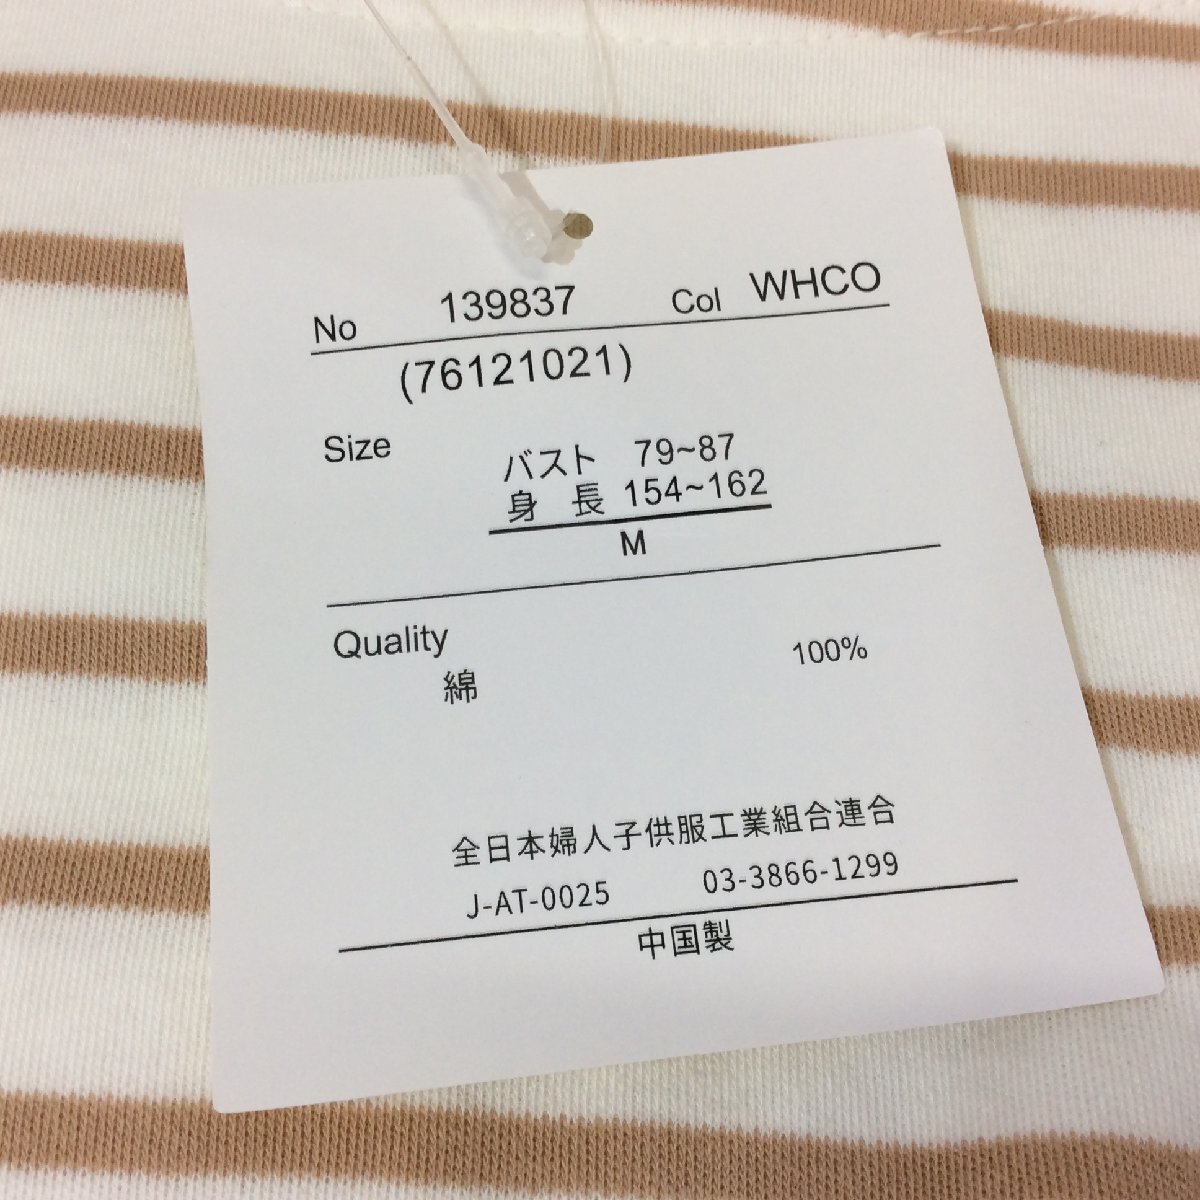 No 139837 Col WHCO
(76121021)
Size
バスト 79~87
身 長 154~162
M
Quality
綿 100%
全日本婦人子供服工業組合連合
J-AT-0025 03-3866-1299
中国製